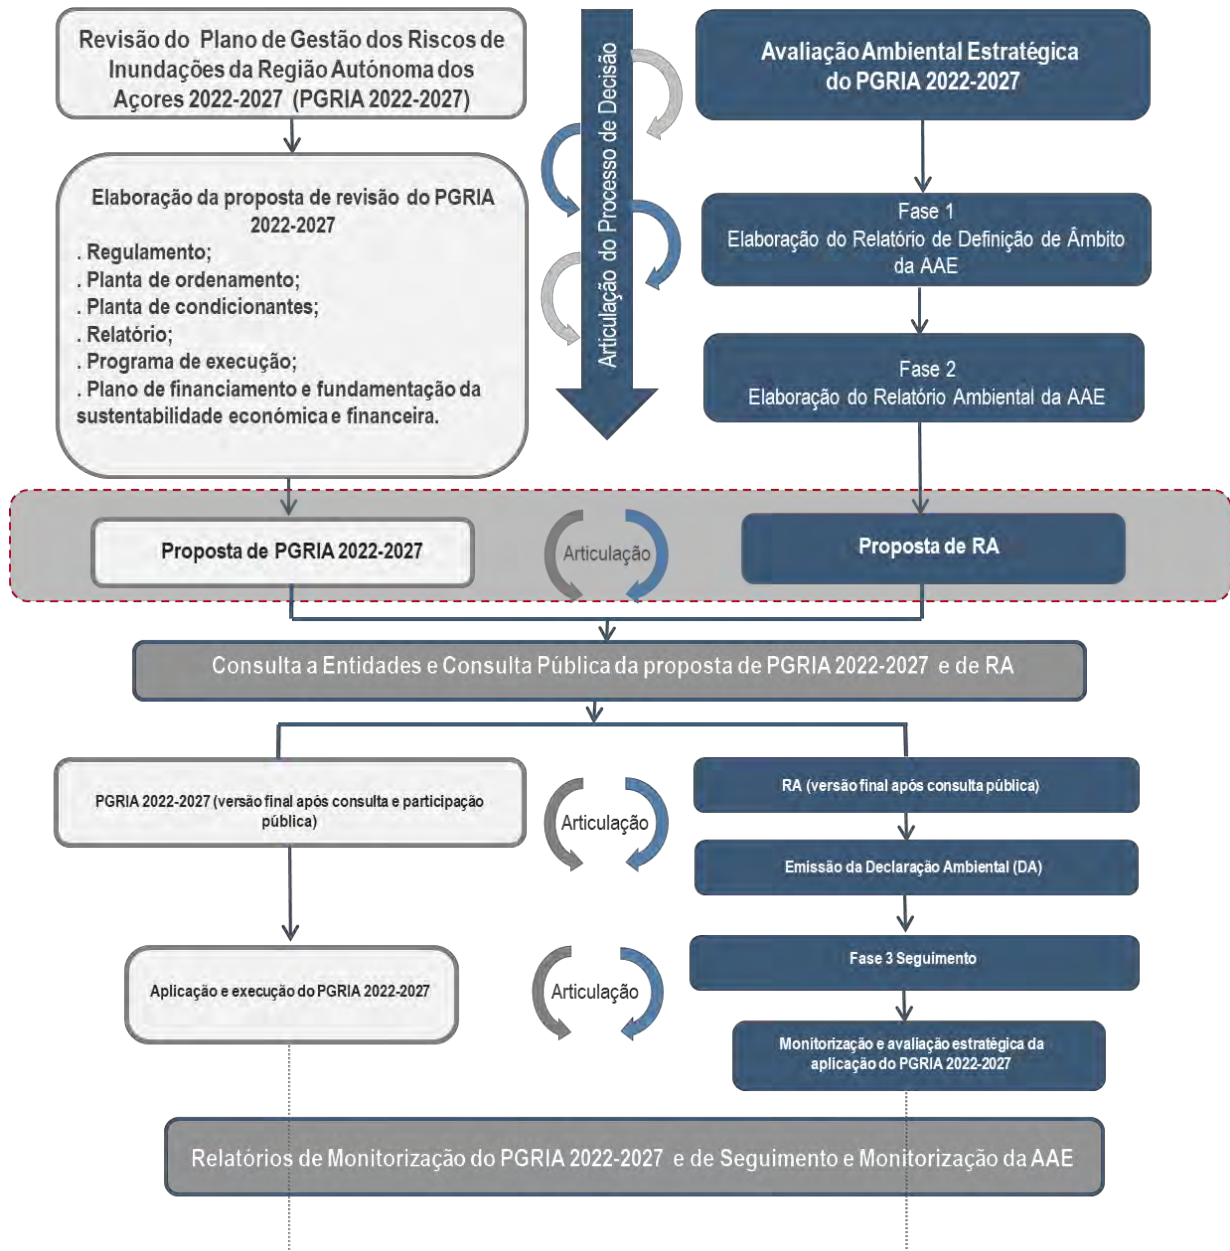 Revisão do Plano de Gestão dos Riscos de
Inundações da Região Autónoma dos
Açores 2022-2027 (PGRIA 2022-2027)
Elaboração da proposta de revisão do PGRIA
2022-2027
. Regulamento;
. Planta de ordenamento;
. Planta de condicionantes;
. Relatório;
. Programa de execução;
. Plano de financiamento e fundamentação da
sustentabilidade económica e financeira.
Articulação do Processo de Decisão
Avaliação Ambiental Estratégica
do PGRIA 2022-2027
Fase 1
Elaboração do Relatório de Definição de Âmbito
da AAE
Fase 2
Elaboração do Relatório Ambiental da AAE
Proposta de PGRIA 2022-2027
Articulação
Proposta de RA
Consulta a Entidades e Consulta Pública da proposta de PGRIA 2022-2027 e de RA
PGRIA 2022-2027 (versão final após consulta e participação
pública)
Articulação
RA (versão final após consulta pública)
Emissão da Declaração Ambiental (DA)
Aplicação e execução do PGRIA 2022-2027
Articulação
Fase 3 Seguimento
Monitorização e avaliação estratégica da
aplicação do PGRIA 2022-2027
Relatórios de Monitorização do PGRIA 2022-2027 e de Seguimento e Monitorização da AAE